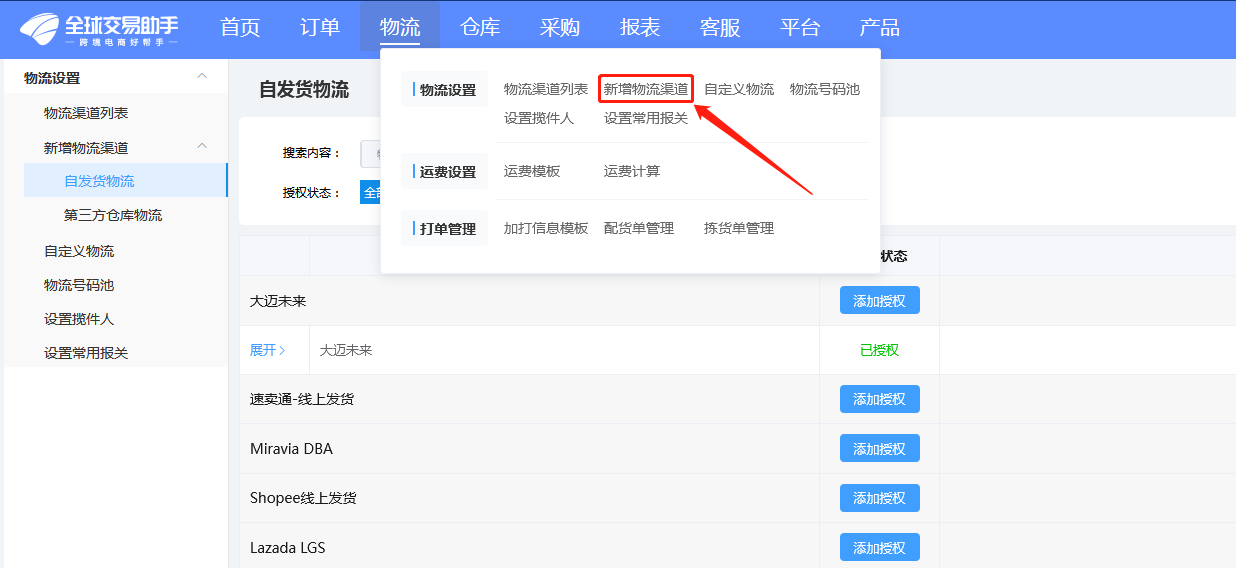 全球交易助手
跨境电商好帮手
首页 订单 物流 仓库 采购 报表 客服 平台 产品
物流设置
物流渠道列表
新增物流渠道
自发货物流
第三方仓库物流
自定义物流
物流号码池
设置揽件人
设置常用报关
自发货物流
搜索内容：
授权状态：
物流设置 物流渠道列表 新增物流渠道 自定义物流 物流号码池
设置揽件人 设置常用报关
运费设置 运费模板 运费计算
打单管理 加打信息模板 配货单管理 拣货单管理
状态
大迈未来 添加授权
展开 > 大迈未来 已授权
速卖通-线上发货 添加授权
Miravia DBA 添加授权
Shopee线上发货 添加授权
Lazada LGS 添加授权